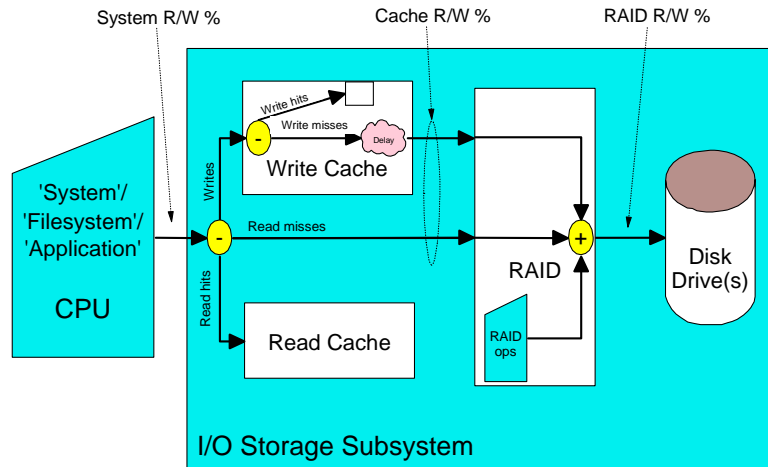 System R/W %
Cache R/W %
RAID R/W %
Write hits
-
Write misses
Delay
Write Cache
Writes
'System'/
'Filesystem'/
'Application'
CPU
-
Read misses
+
RAID
Disk
Drive(s)
Read hits
Read Cache
RAID
ops
I/O Storage Subsystem